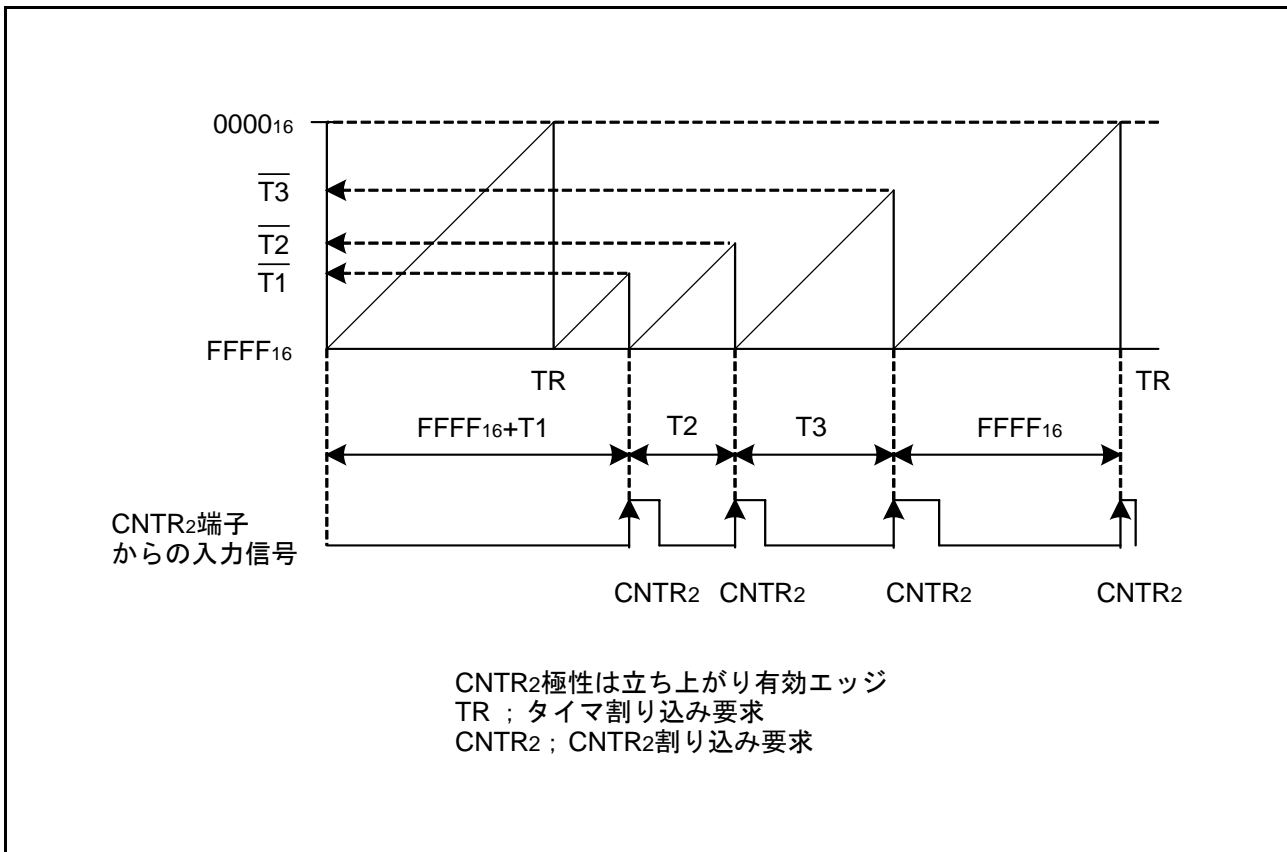 0000₁₆
T3
T2
T1
FFFF₁₆
TR
TR
FFFF₁₆+T1
T2
T3
FFFF₁₆
CNTR₂端子
からの入力信号
CNTR₂
CNTR₂
CNTR₂
CNTR₂
CNTR₂極性は立ち上がり有効エッジ
TR ; タイマ割り込み要求
CNTR₂ ; CNTR₂割り込み要求